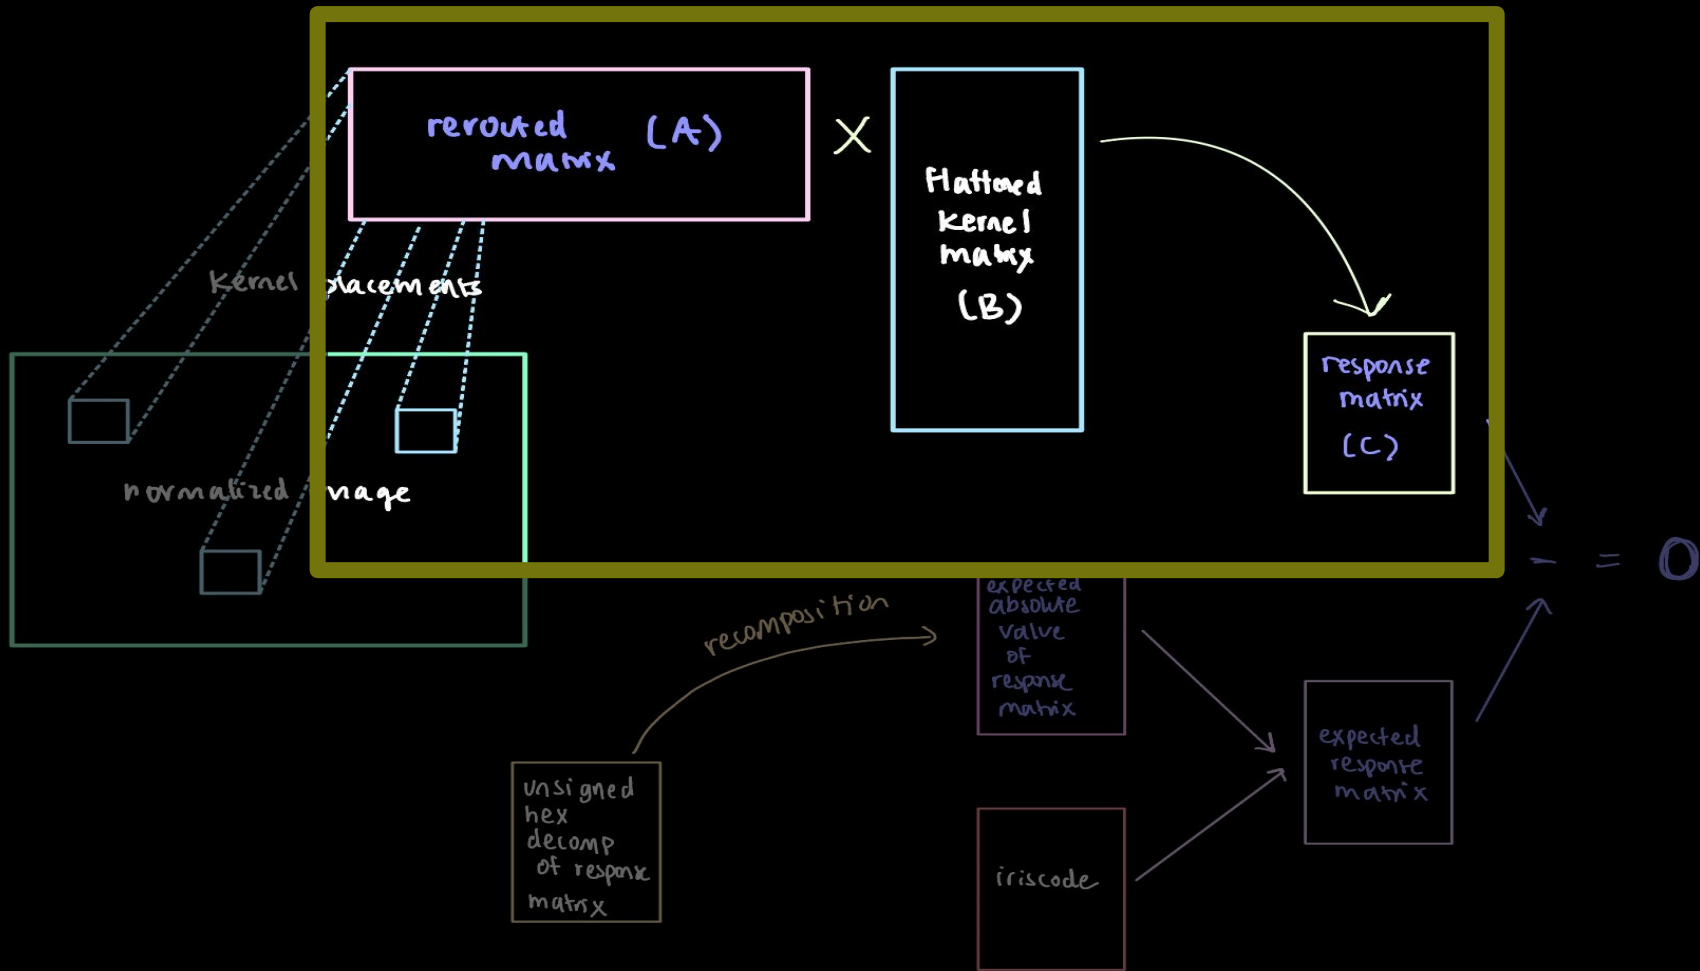 rerouted
matrix
(A)
X
Flattened
kernel
matrix
(B)
kernel placements
response
matrix
(C)
normalized image
- = 0
recomposition
expected
absolute
value
of
response
matrix
unsigned
hex
decomp
of response
matrix
iriscode
expected
response
matrix